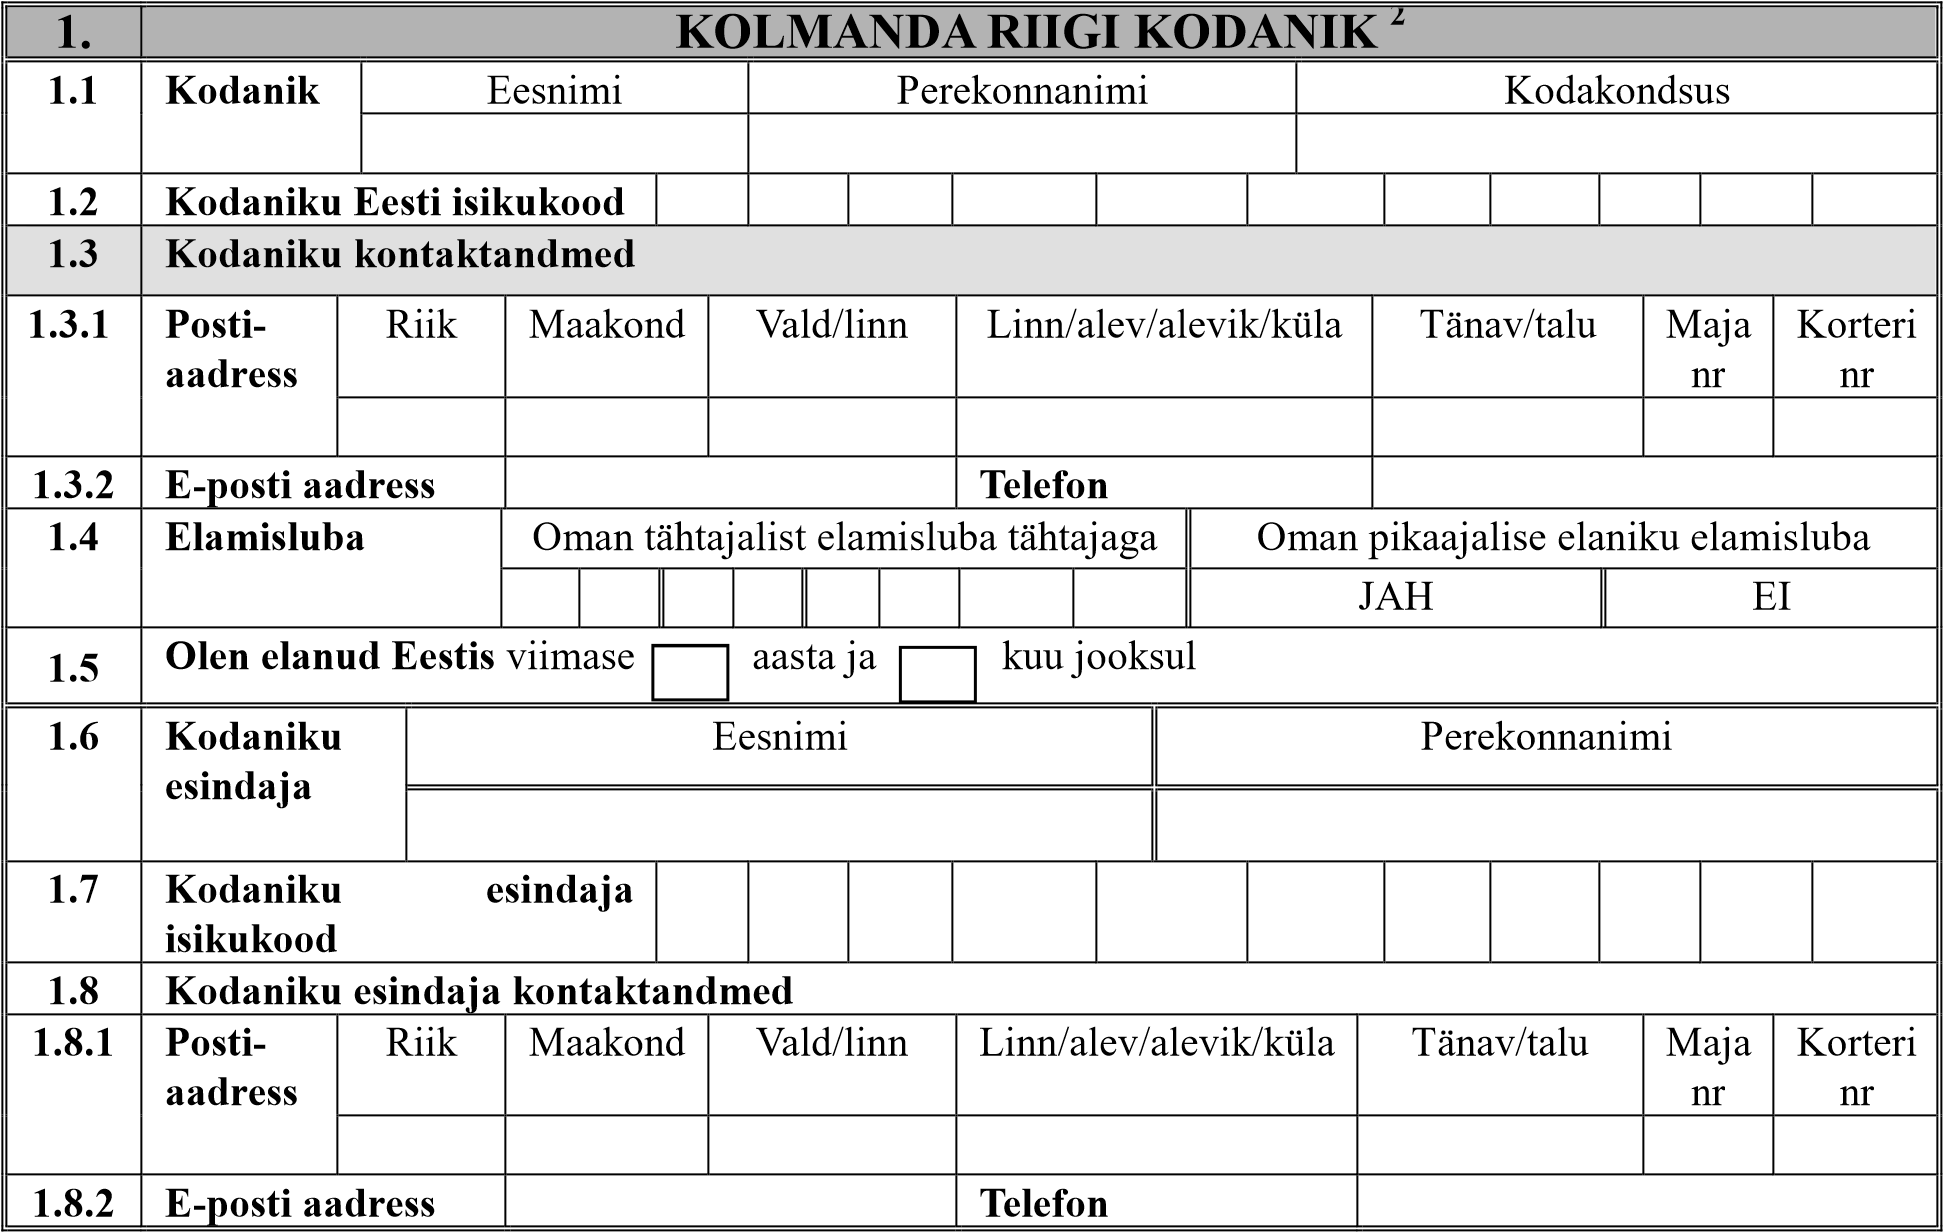 1. KOLMANDA RIIGI KODANIK ²
1.1 Kodanik Eesnimi Perekonnanimi Kodakondsus
1.2 Kodaniku Eesti isikukood
1.3 Kodaniku kontaktandmed
1.3.1 Posti- Riik Maakond Vald/linn Linn/alev/alevik/küla Tänav/talu Maja Korteri
aadress nr nr
1.3.2 E-posti aadress Telefon
1.4 Elamisluba Oman tähtajalist elamisluba tähtajaga Oman pikaajalise elaniku elamisluba
JAH EI
1.5 Olen elanud Eestis viimase aasta ja kuu jooksul
1.6 Kodaniku Eesnimi Perekonnanimi
esindaja
1.7 Kodaniku esindaja
isikukood
1.8 Kodaniku esindaja kontaktandmed
1.8.1 Posti- Riik Maakond Vald/linn Linn/alev/alevik/küla Tänav/talu Maja Korteri
aadress nr nr
1.8.2 E-posti aadress Telefon